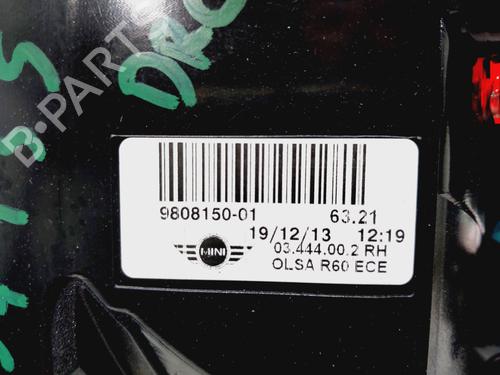 DRO
B-PARTS
9808150-01 63.21
19/12/13 12:19
03.444.00.2 RH
MINI
OLSA R60 ECE